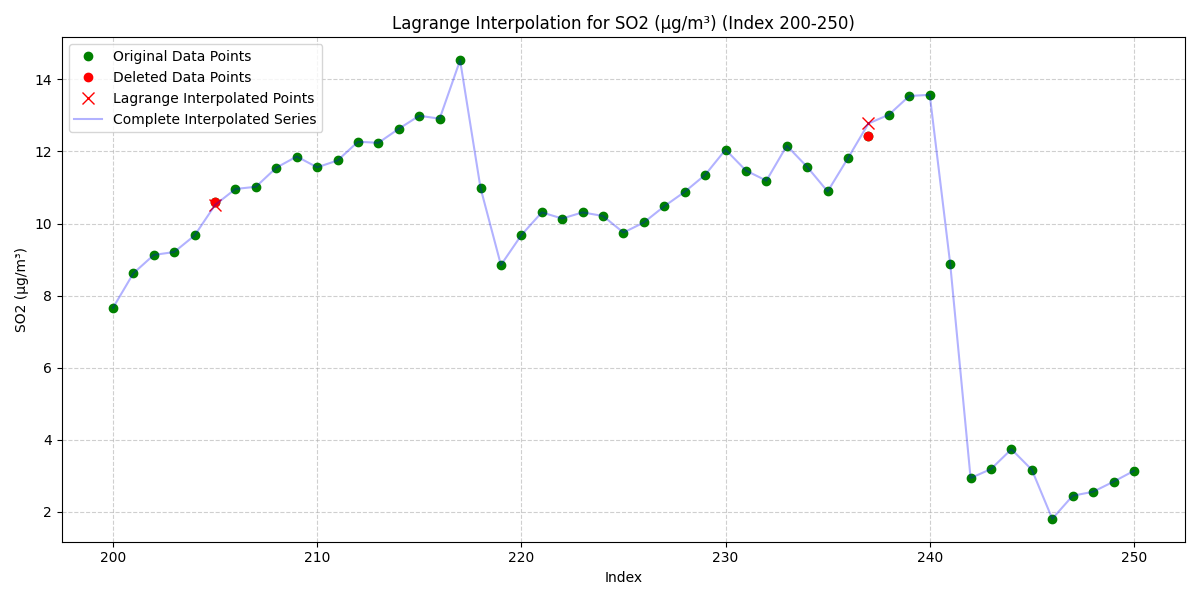 Lagrange Interpolation for SO2 (μg/m³) (Index 200-250)
Original Data Points
Deleted Data Points
Lagrange Interpolated Points
Complete Interpolated Series
SO2 (μg/m³)
14
12
10
8
6
4
2
200 210 220 230 240 250
Index